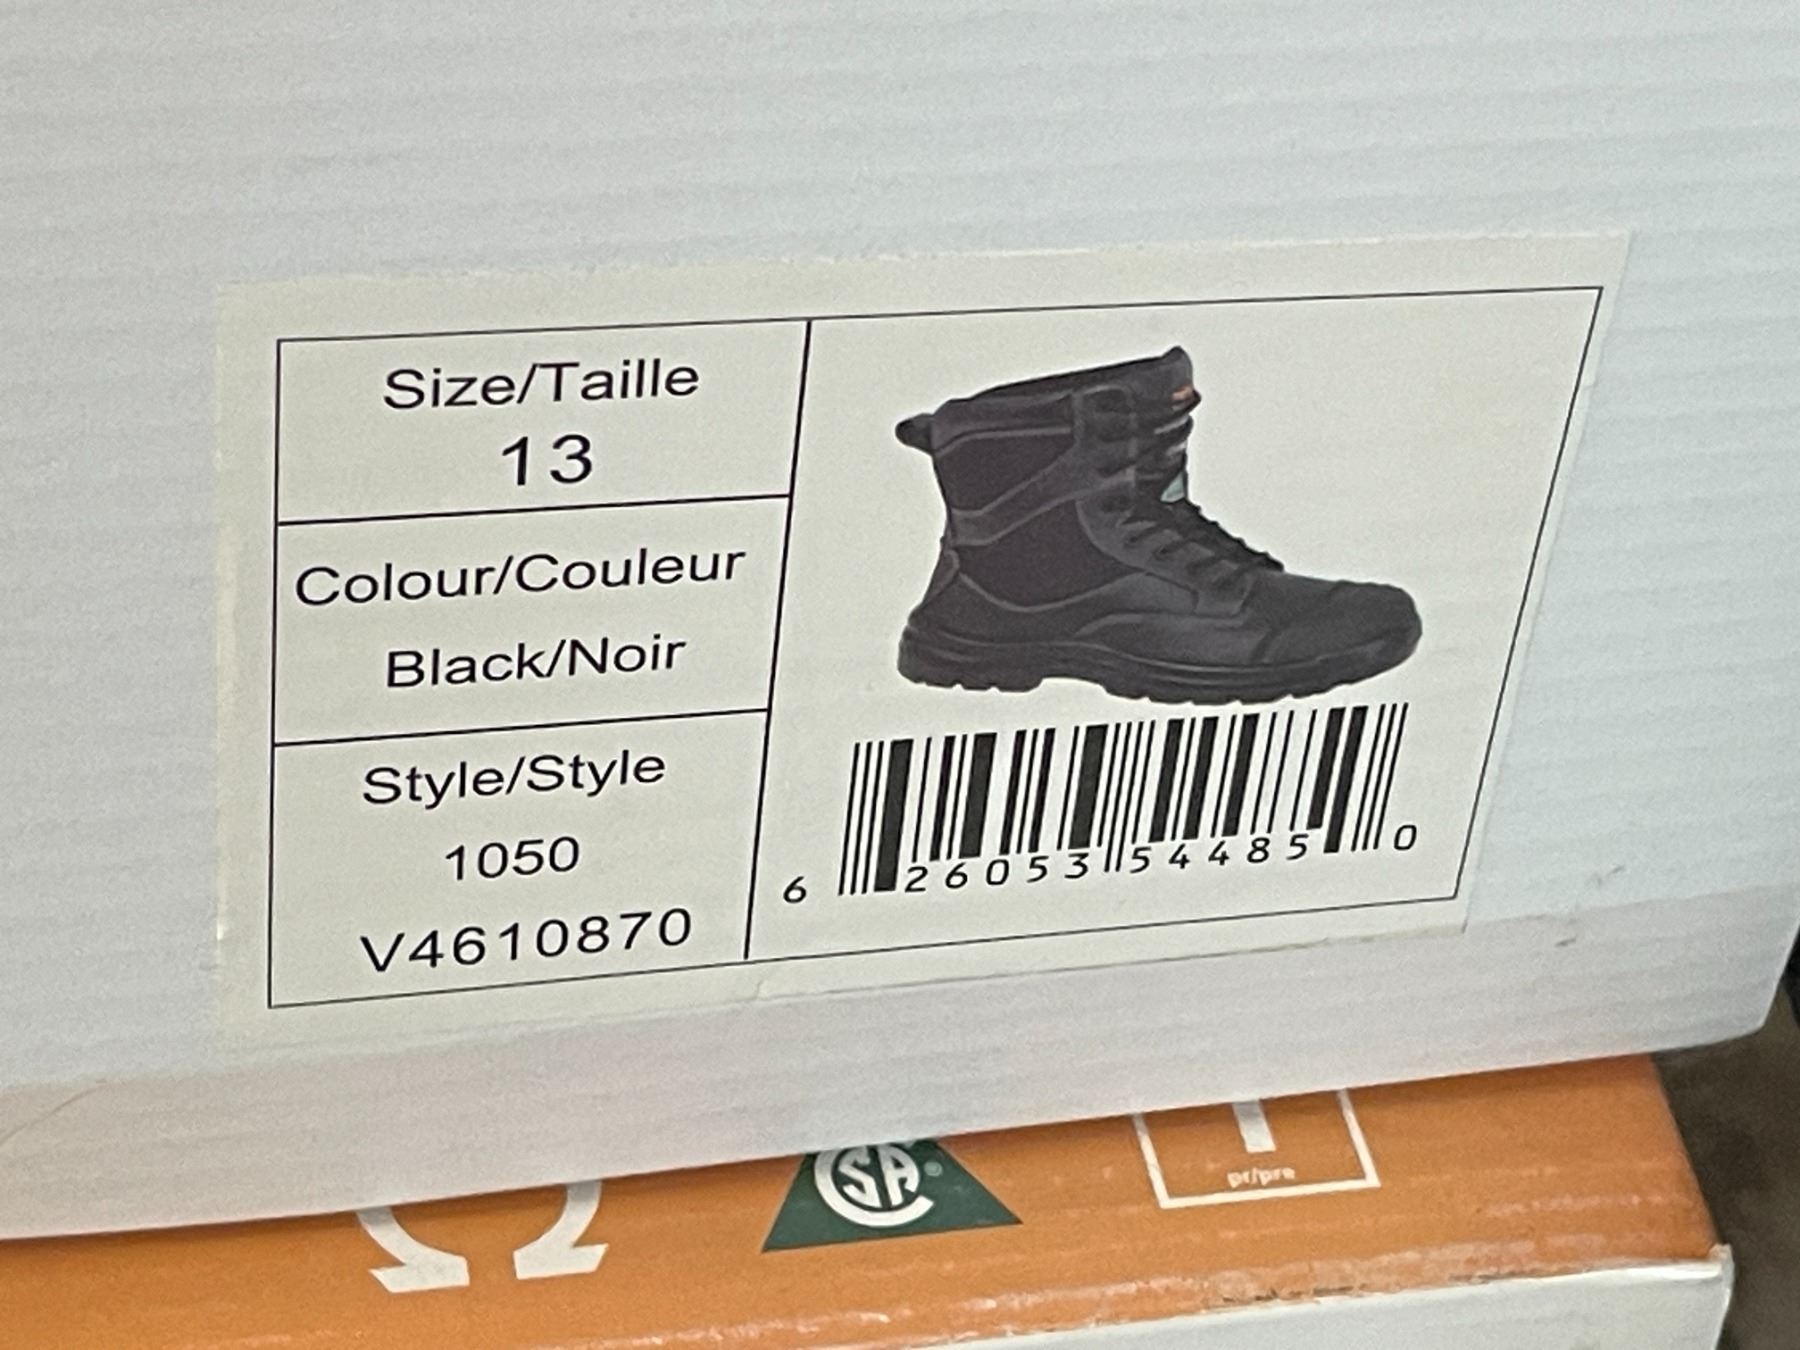 Size/Taille
13
Colour/Couleur
Black/Noir
Style/Style
1050
V4610870
6 26053 54485 0
CSA®
pr/pre